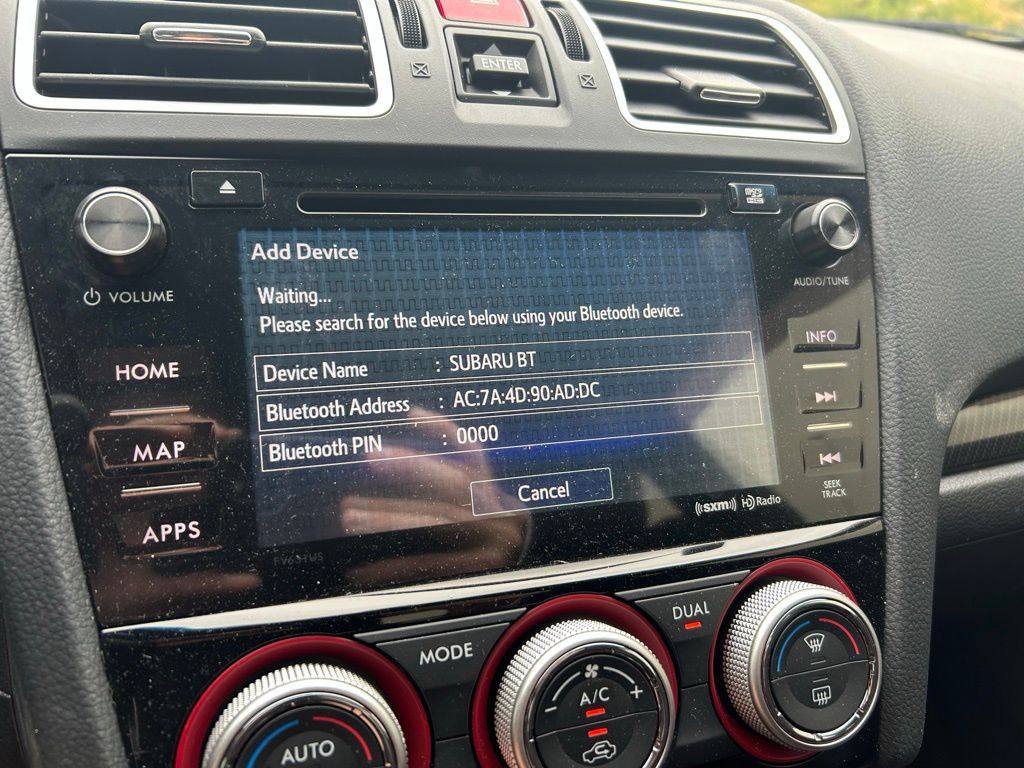 ENTER
VOLUME
AUDIO/TUNE
HOME
MAP
APPS
INFO
SEEK
TRACK
Add Device
Waiting...
Please search for the device below using your Bluetooth device.
Device Name : SUBARU BT
Bluetooth Address : AC:7A:4D:90:AD:DC
Bluetooth PIN : 0000
Cancel
((sxm)) HD Radio
MODE
DUAL
AUTO
A/C